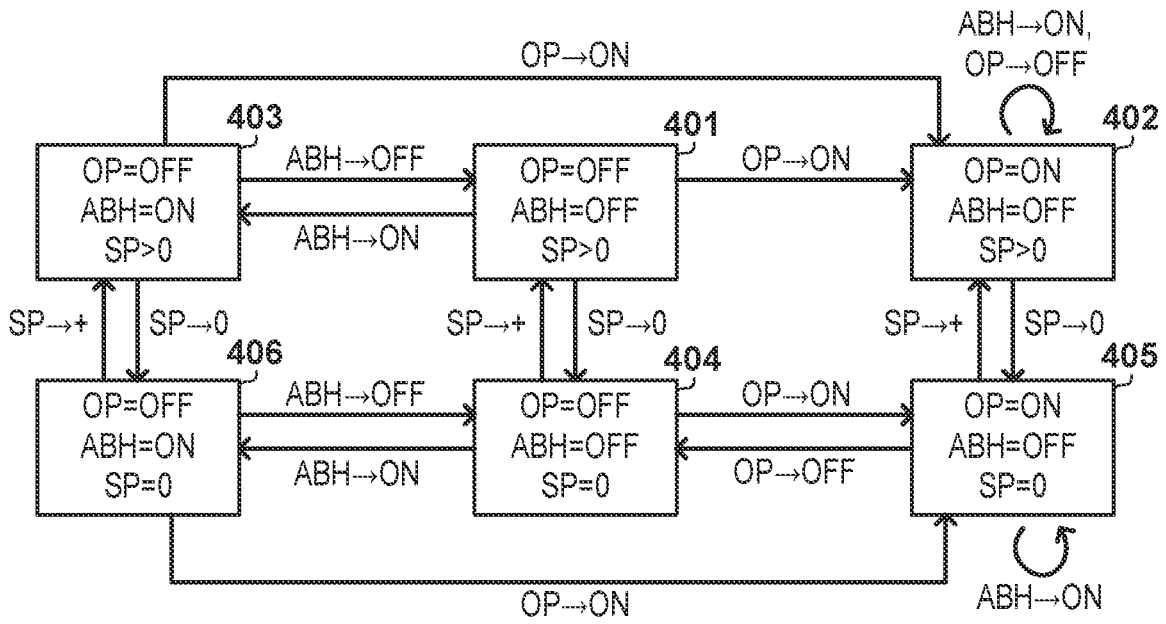 OP→ON
ABH→ON,
OP→OFF
403
OP=OFF
ABH=ON
SP>0
ABH→OFF
ABH→ON
401
OP=OFF
ABH=OFF
SP>0
OP→ON
402
OP=ON
ABH=OFF
SP>0
SP→+
SP→0
SP→+
SP→0
SP→+
SP→0
406
OP=OFF
ABH=ON
SP=0
ABH→OFF
ABH→ON
404
OP=OFF
ABH=OFF
SP=0
OP→ON
OP→OFF
405
OP=ON
ABH=OFF
SP=0
OP→ON
ABH→ON